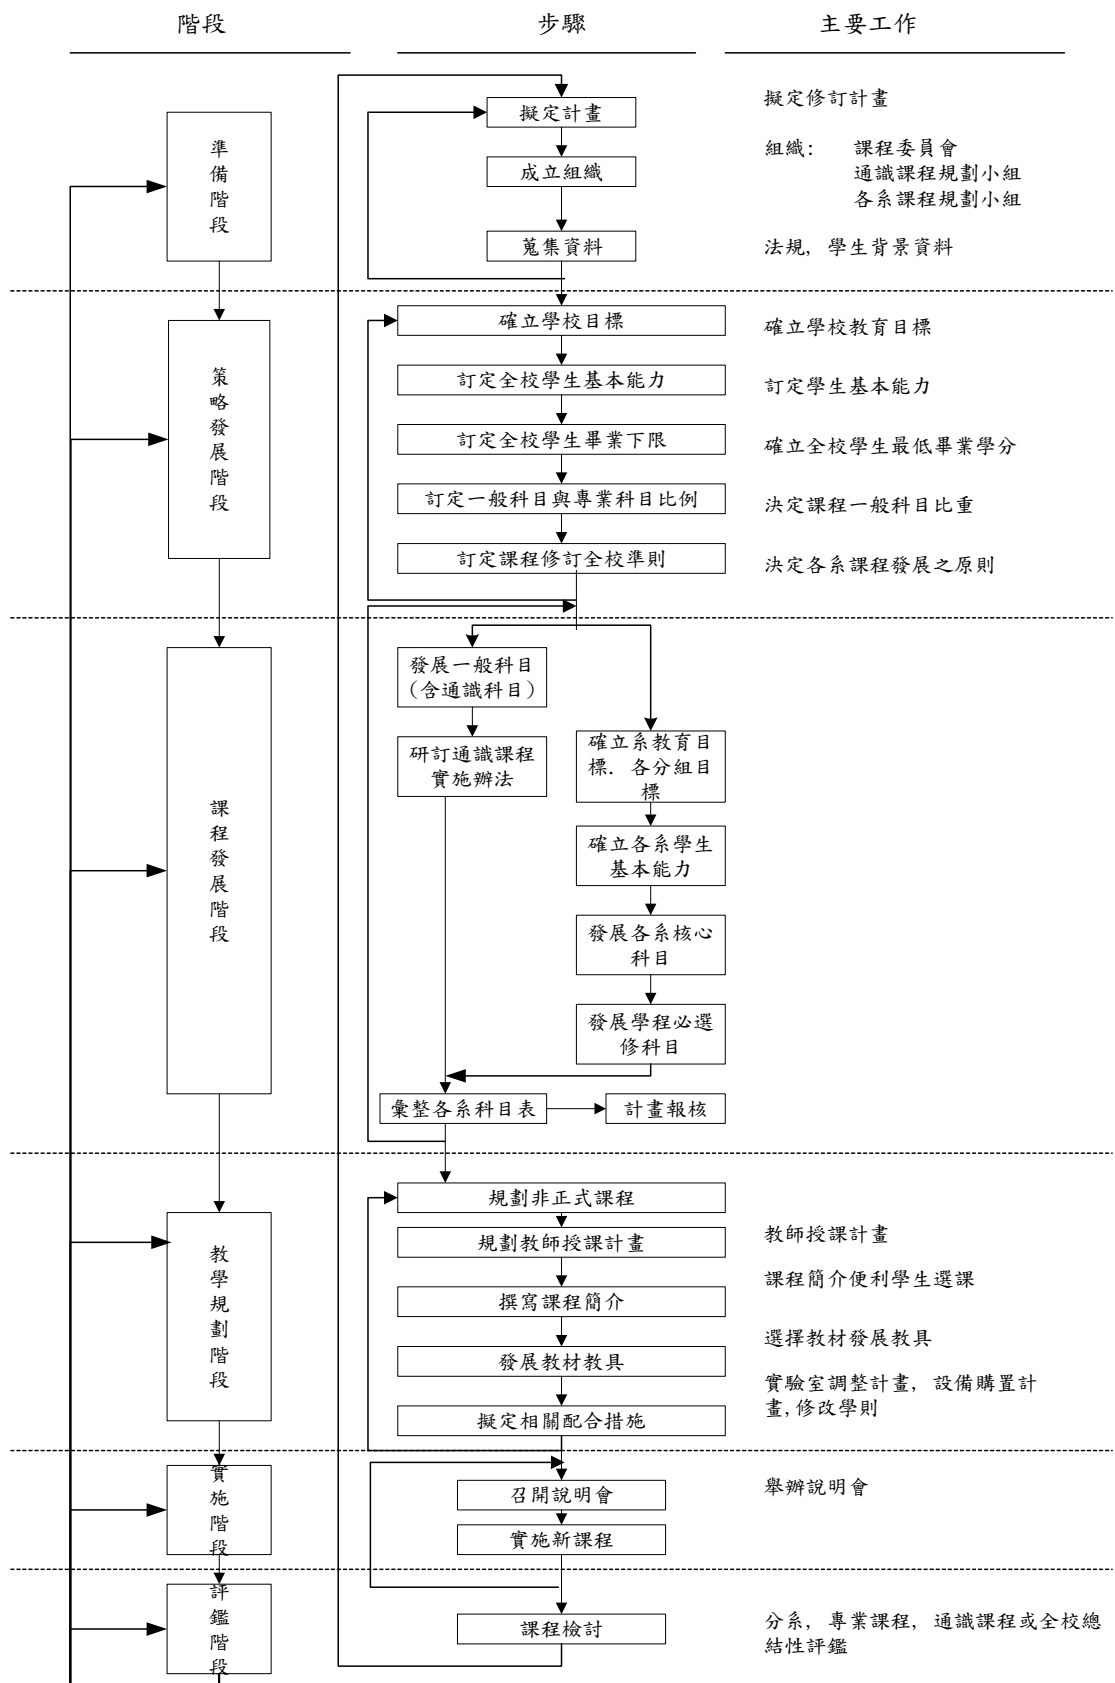 階段
步驟
主要工作
準備階段
擬定計畫
擬定修訂計畫
成立組織
組織： 課程委員會
通識課程規劃小組
各系課程規劃小組
蒐集資料
法規, 學生背景資料
策略發展階段
確立學校目標
確立學校教育目標
訂定全校學生基本能力
訂定學生基本能力
訂定全校學生畢業下限
確立全校學生最低畢業學分
訂定一般科目與專業科目比例
決定課程一般科目比重
訂定課程修訂全校準則
決定各系課程發展之原則
課程發展階段
發展一般科目
（含通識科目）
研訂通識課程
實施辦法
確立系教育目
標. 各分組目
標
確立各系學生
基本能力
發展各系核心
科目
發展學程必選
修科目
彙整各系科目表
計畫報核
教學規劃階段
規劃非正式課程
規劃教師授課計畫
教師授課計畫
撰寫課程簡介
課程簡介便利學生選課
發展教材教具
選擇教材發展教具
擬定相關配合措施
實驗室調整計畫, 設備購置計
畫,修改學則
實施階段
召開說明會
舉辦說明會
實施新課程
評鑑階段
課程檢討
分系, 專業課程, 通識課程或全校總
結性評鑑